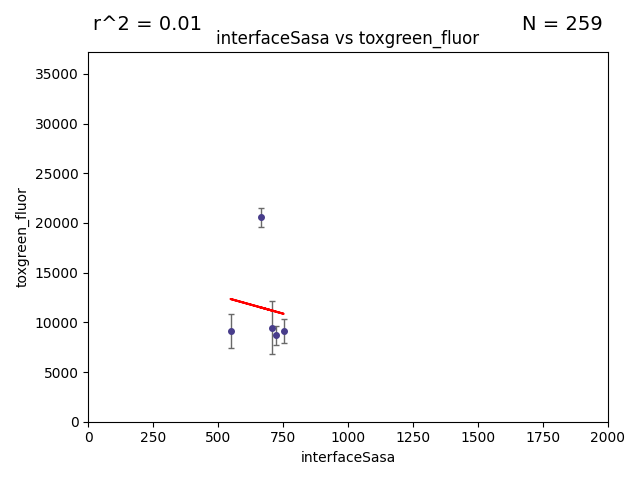 r^2 = 0.01
N = 259
interfaceSasa vs toxgreen_fluor
35000
30000
25000
20000
15000
10000
5000
0
toxgreen_fluor
0 250 500 750 1000 1250 1500 1750 2000
interfaceSasa